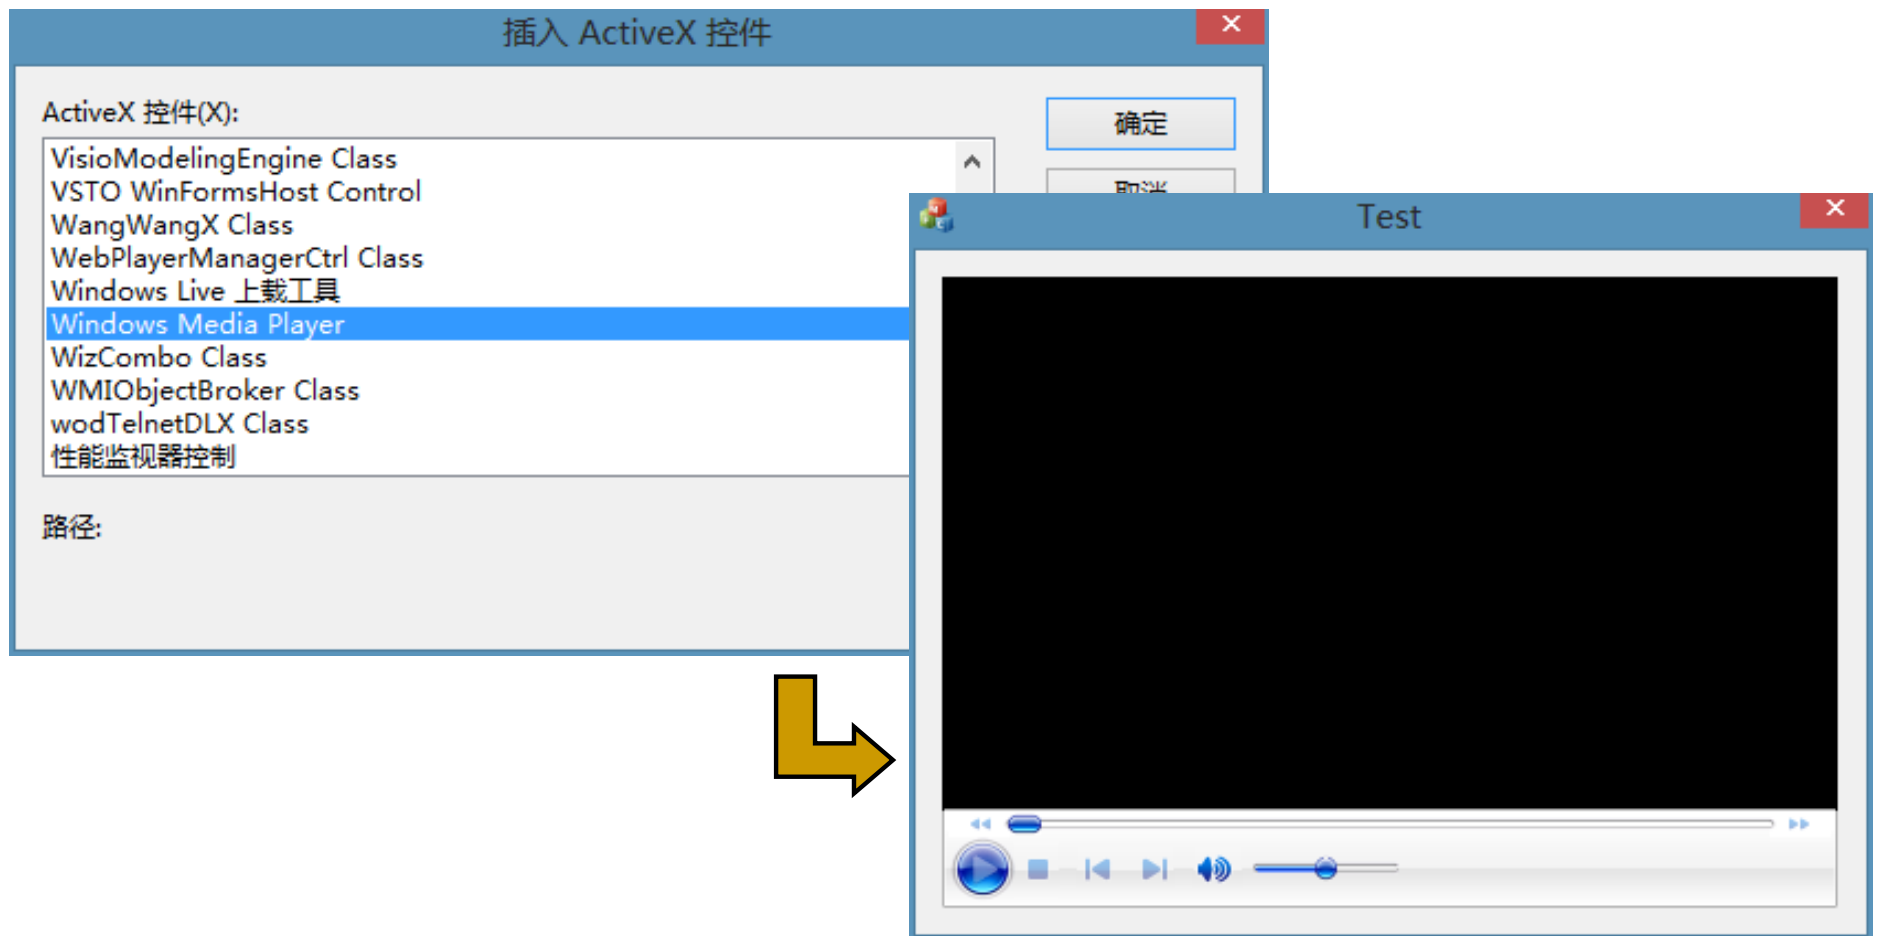 插入 ActiveX 控件
ActiveX 控件(X):
确定
取消
VisioModelingEngine Class
VSTO WinFormsHost Control
WangWangX Class
WebPlayerManagerCtrl Class
Windows Live 上载工具
Windows Media Player
WizCombo Class
WMIObjectBroker Class
wodTelnetDLX Class
性能监视器控制
路径:
Test